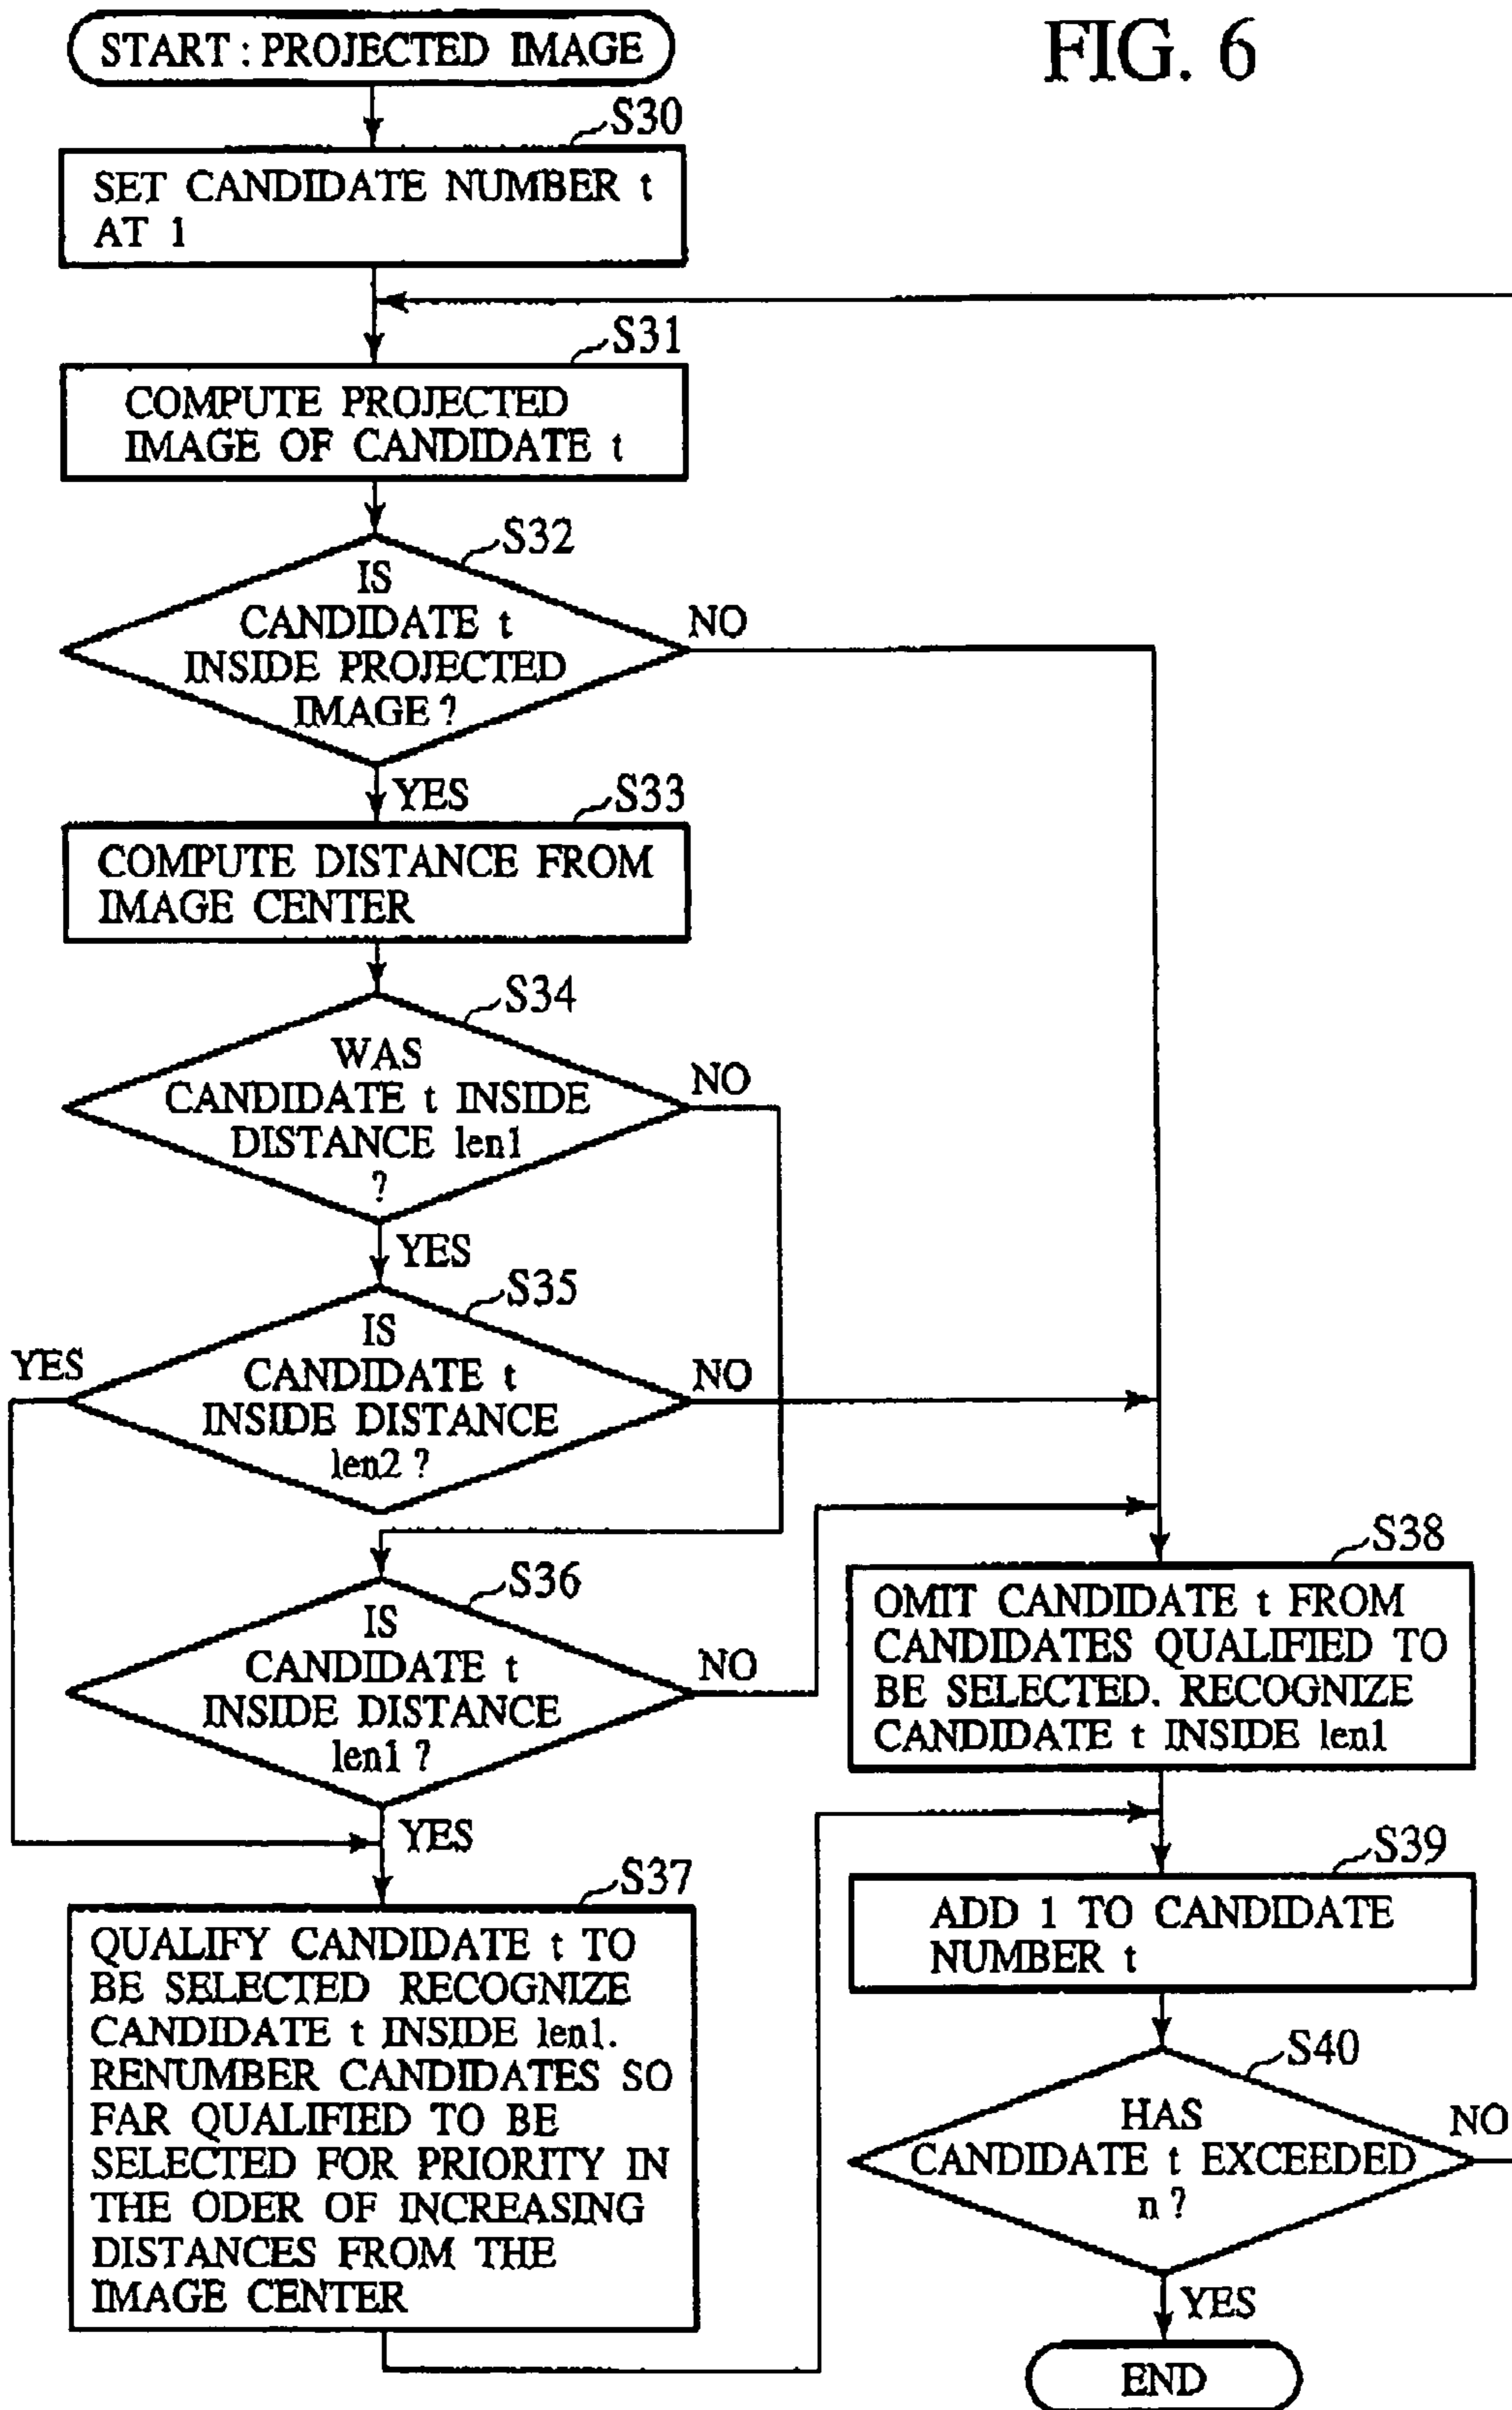 FIG. 6
START : PROJECTED IMAGE
S30
SET CANDIDATE NUMBER t
AT 1
S31
COMPUTE PROJECTED
IMAGE OF CANDIDATE t
S32
IS
CANDIDATE t
INSIDE PROJECTED
IMAGE ?
NO
YES
S33
COMPUTE DISTANCE FROM
IMAGE CENTER
S34
WAS
CANDIDATE t INSIDE
DISTANCE len1
?
NO
YES
S35
IS
CANDIDATE t
INSIDE DISTANCE
len2 ?
YES
NO
S36
IS
CANDIDATE t
INSIDE DISTANCE
len1 ?
NO
YES
S37
QUALIFY CANDIDATE t TO
BE SELECTED RECOGNIZE
CANDIDATE t INSIDE len1.
RENUMBER CANDIDATES SO
FAR QUALIFIED TO BE
SELECTED FOR PRIORITY IN
THE ODER OF INCREASING
DISTANCES FROM THE
IMAGE CENTER
S38
OMIT CANDIDATE t FROM
CANDIDATES QUALIFIED TO
BE SELECTED. RECOGNIZE
CANDIDATE t INSIDE len1
S39
ADD 1 TO CANDIDATE
NUMBER t
S40
HAS
CANDIDATE t EXCEEDED
n ?
NO
YES
END